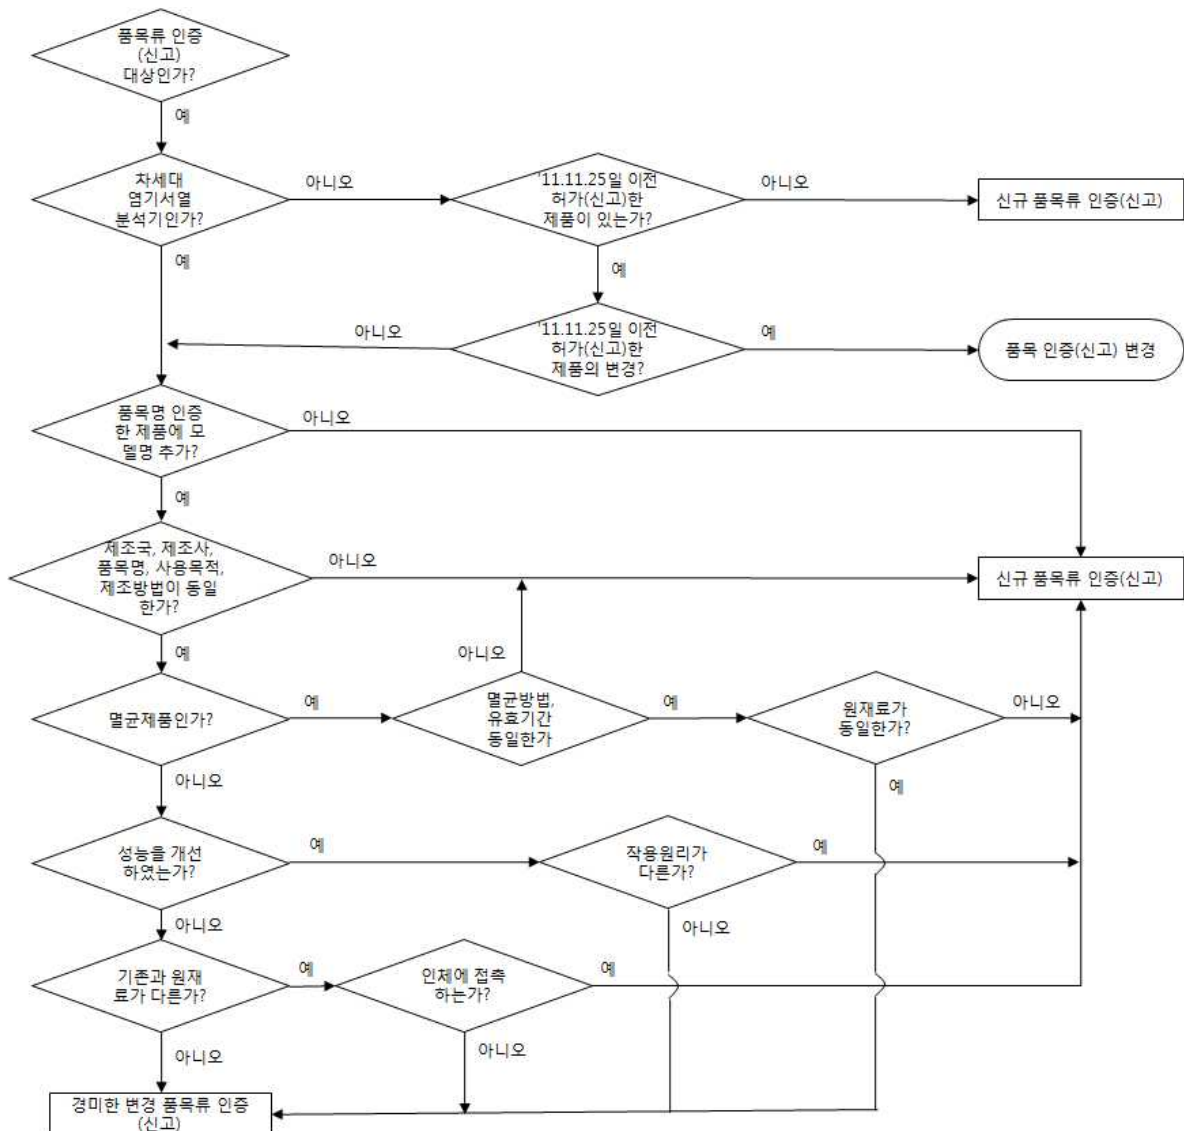 품목류 인증
(신고)
대상인가?
예
차세대
염기서열
분석기인가?
아니오
'11.11.25일 이전
허가(신고)한
제품이 있는가?
아니오
신규 품목류 인증(신고)
예
예
아니오
'11.11.25일 이전
허가(신고)한
제품의 변경?
예
품목 인증(신고) 변경
품목명 인증
한 제품에 모
델명 추가?
아니오
예
제조국, 제조사,
품목명, 사용목적,
제조방법이 동일
한가?
아니오
신규 품목류 인증(신고)
예
아니오
멸균제품인가?
예
멸균방법,
유효기간
동일한가
예
원재료가
동일한가?
아니오
아니오
예
성능을 개선
하였는가?
예
작용원리가
다른가?
예
아니오
아니오
기존과 원재
료가 다른가?
예
인체에 접촉
하는가?
예
아니오
아니오
경미한 변경 품목류 인증
(신고)